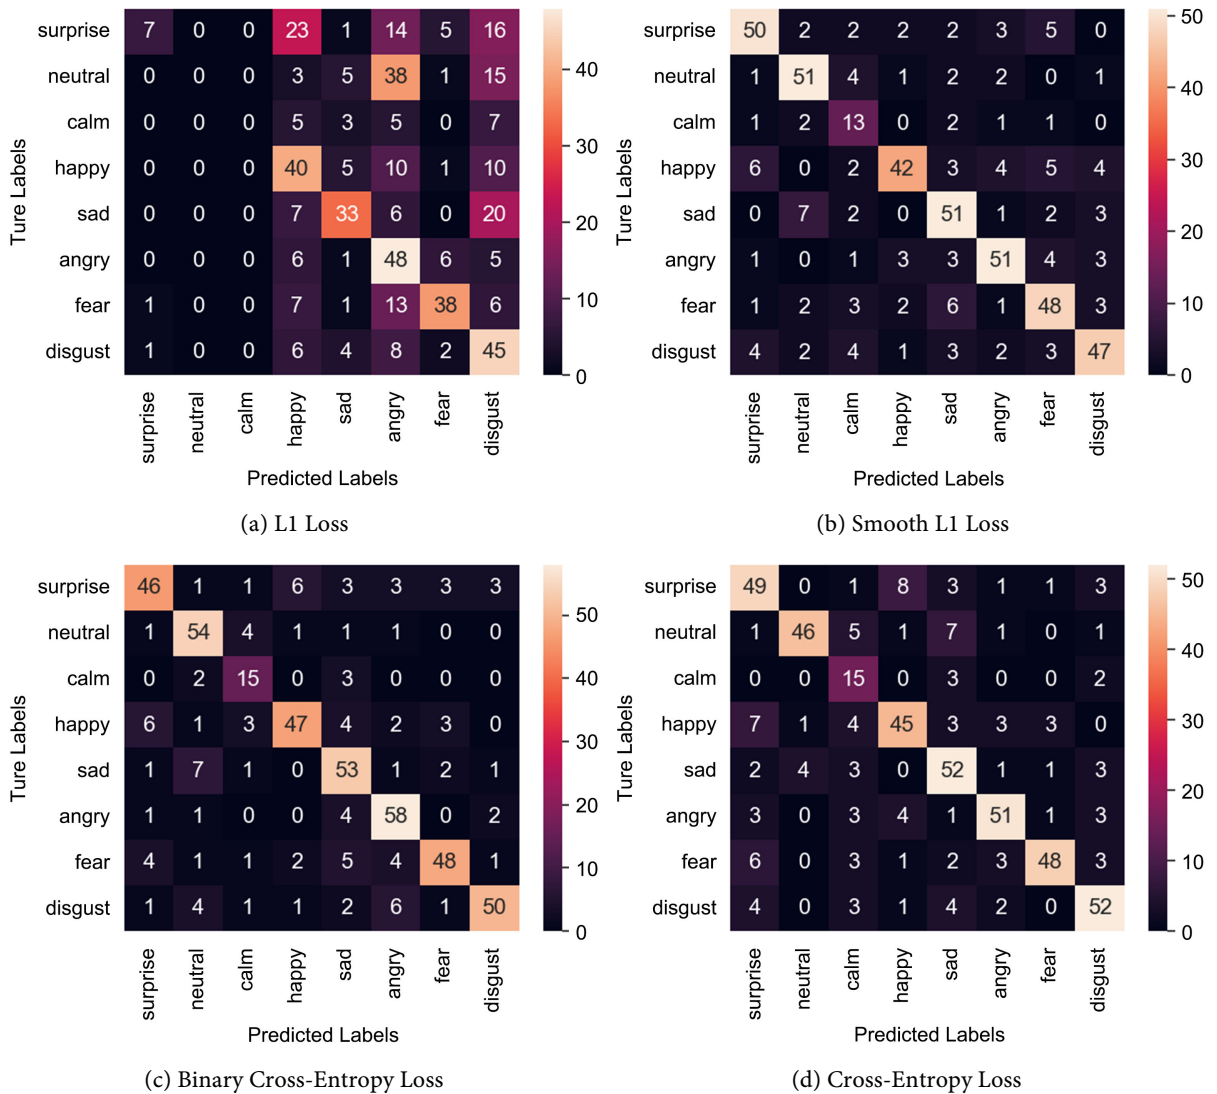 surprise 7 0 0 23 1 14 5 16
neutral 0 0 0 3 5 38 1 15
calm 0 0 0 5 3 5 0 7
happy 0 0 0 40 5 10 1 10
sad 0 0 0 7 33 6 0 20
angry 0 0 0 6 1 48 6 5
fear 1 0 0 7 1 13 38 6
disgust 1 0 0 6 4 8 2 45
surprise neutral calm happy sad angry fear disgust
Ture Labels
Predicted Labels
40
30
20
10
0
(a) L1 Loss
surprise 50 2 2 2 2 3 5 0
neutral 1 51 4 1 2 2 0 1
calm 1 2 13 0 2 1 1 0
happy 6 0 2 42 3 4 5 4
sad 0 7 2 0 51 1 2 3
angry 1 0 1 3 3 51 4 3
fear 1 2 3 2 6 1 48 3
disgust 4 2 4 1 3 2 3 47
surprise neutral calm happy sad angry fear disgust
Ture Labels
Predicted Labels
50
40
30
20
10
0
(b) Smooth L1 Loss
surprise 46 1 1 6 3 3 3 3
neutral 1 54 4 1 1 1 0 0
calm 0 2 15 0 3 0 0 0
happy 6 1 3 47 4 2 3 0
sad 1 7 1 0 53 1 2 1
angry 1 1 0 0 4 58 0 2
fear 4 1 1 2 5 4 48 1
disgust 1 4 1 1 2 6 1 50
surprise neutral calm happy sad angry fear disgust
Ture Labels
Predicted Labels
50
40
30
20
10
0
(c) Binary Cross-Entropy Loss
surprise 49 0 1 8 3 1 1 3
neutral 1 46 5 1 7 1 0 1
calm 0 0 15 0 3 0 0 2
happy 7 1 4 45 3 3 3 0
sad 2 4 3 0 52 1 1 3
angry 3 0 3 4 1 51 1 3
fear 6 0 3 1 2 3 48 3
disgust 4 0 3 1 4 2 0 52
surprise neutral calm happy sad angry fear disgust
Ture Labels
Predicted Labels
50
40
30
20
10
0
(d) Cross-Entropy Loss